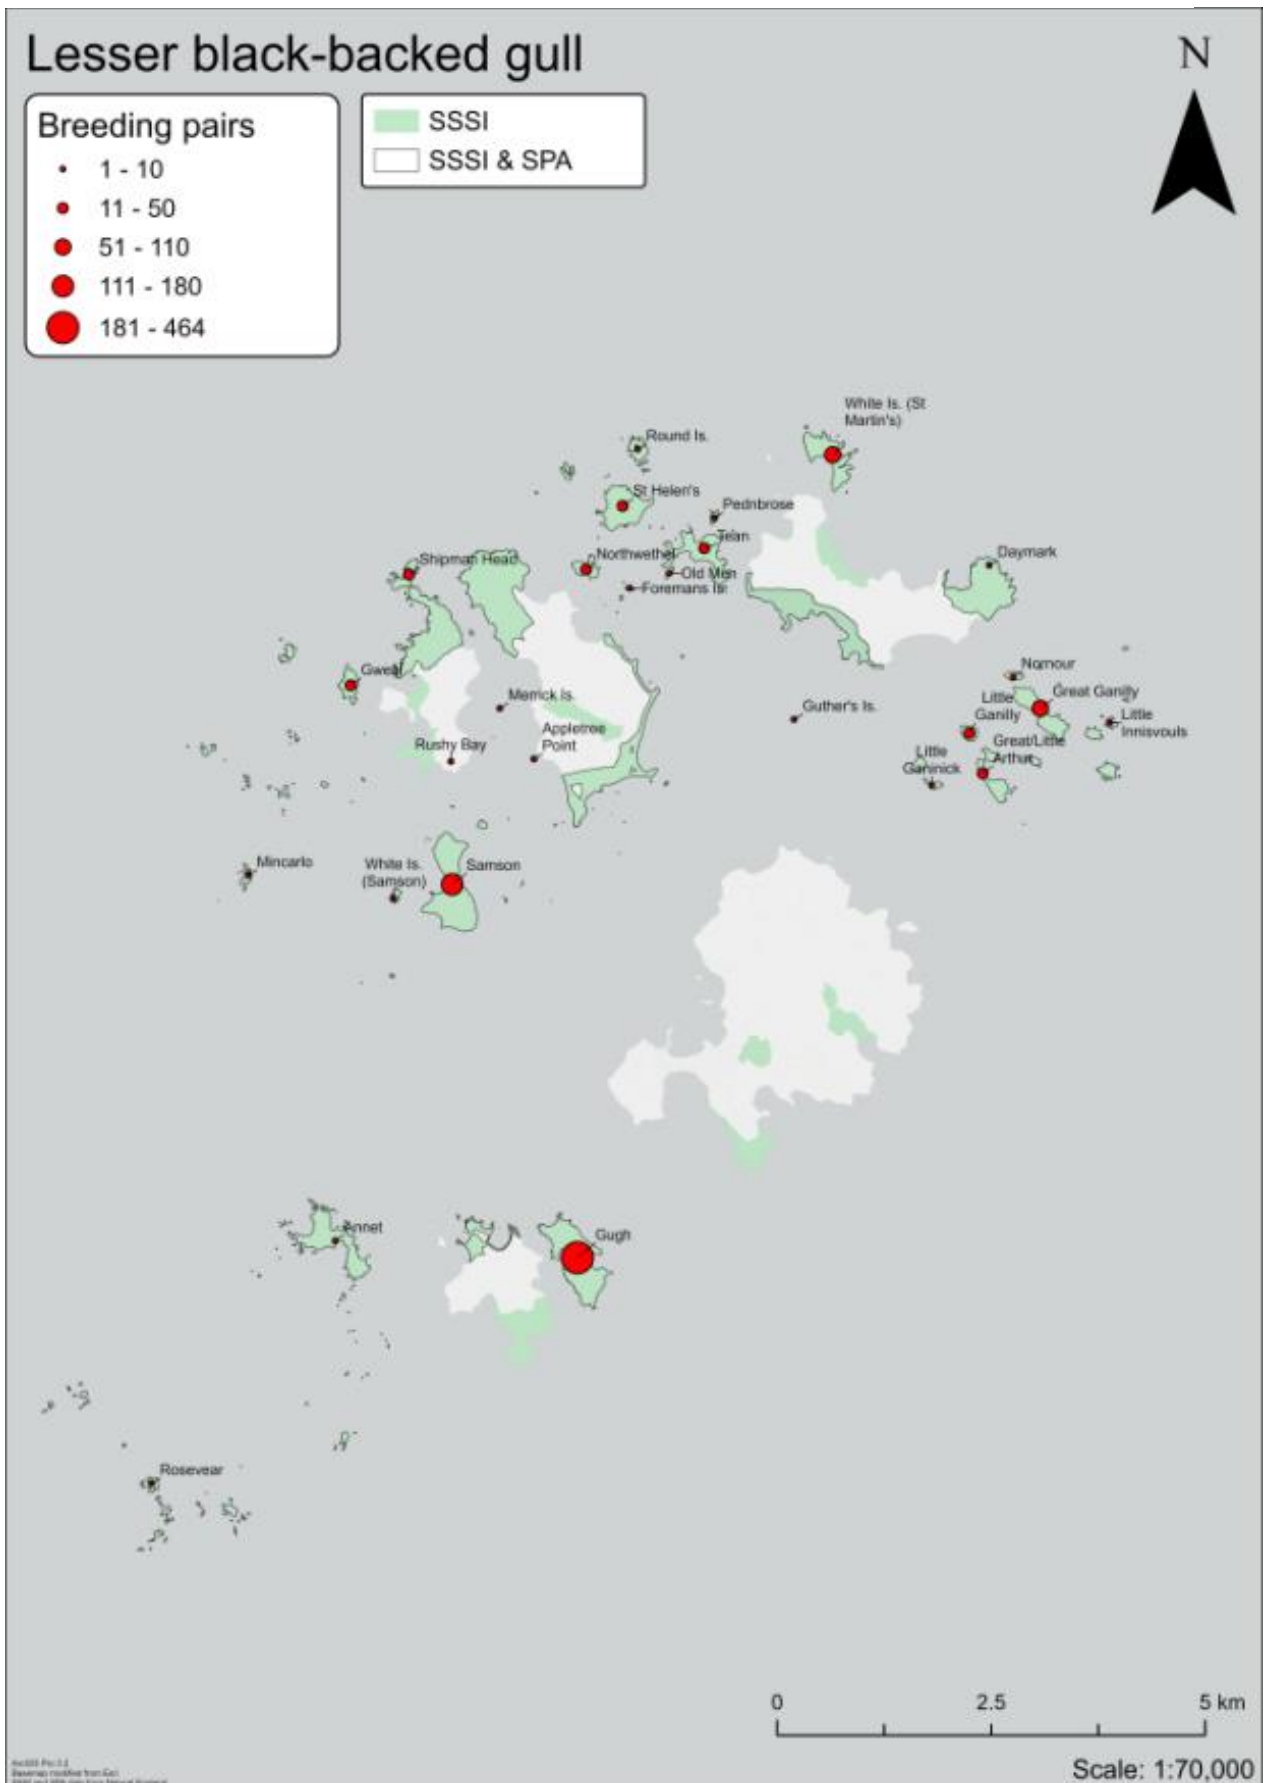 Lesser black-backed gull
N
Breeding pairs
1 - 10
11 - 50
51 - 110
111 - 180
181 - 464
SSSI
SSSI & SPA
White Is. (St
Martin's)
Round Is.
St Helen's
Pednbrose
Tean
Northwethel
Shipman Head
Old Men
Foremans Is.
Daymark
Gweal
Nornour
Great Ganilly
Little
Ganilly
Little
Innisvouls
Merrick Is.
Guther's Is.
Appletree
Point
Rushy Bay
Great/Little
Arthur
Little
Ganinick
Mincarlo
White Is.
(Samson)
Samson
Annet
Gugh
Rosevear
0 2.5 5 km
Scale: 1:70,000